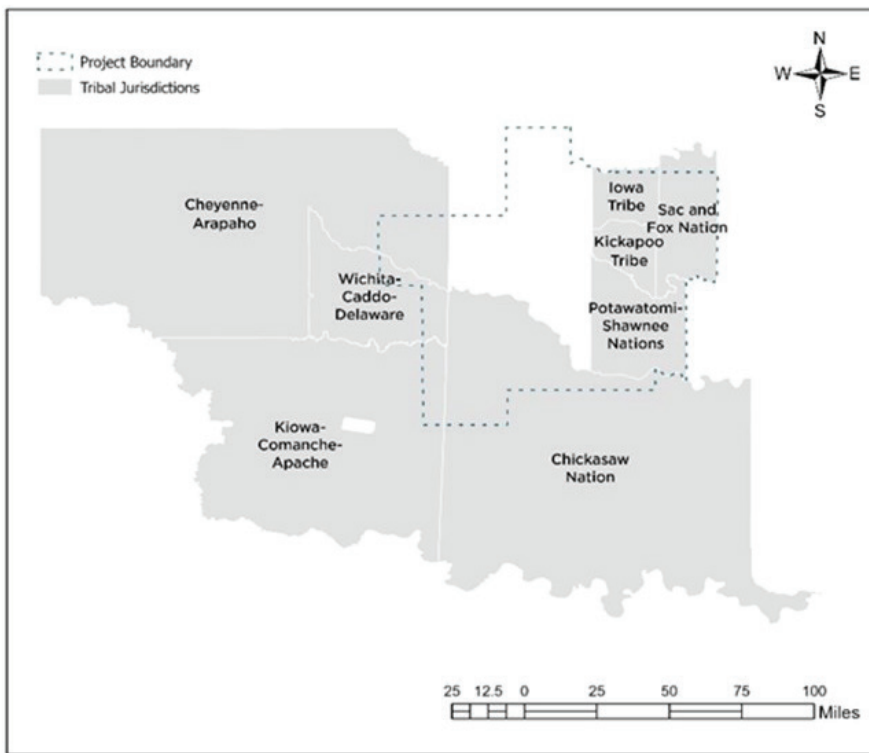 N
W E
S
Project Boundary
Tribal Jurisdictions
Cheyenne-
Arapaho
Iowa
Tribe
Sac and
Fox Nation
Kickapoo
Tribe
Wichita-
Caddo-
Delaware
Potawatomi-
Shawnee
Nations
Kiowa-
Comanche-
Apache
Chickasaw
Nation
25 12.5 0 25 50 75 100
Miles